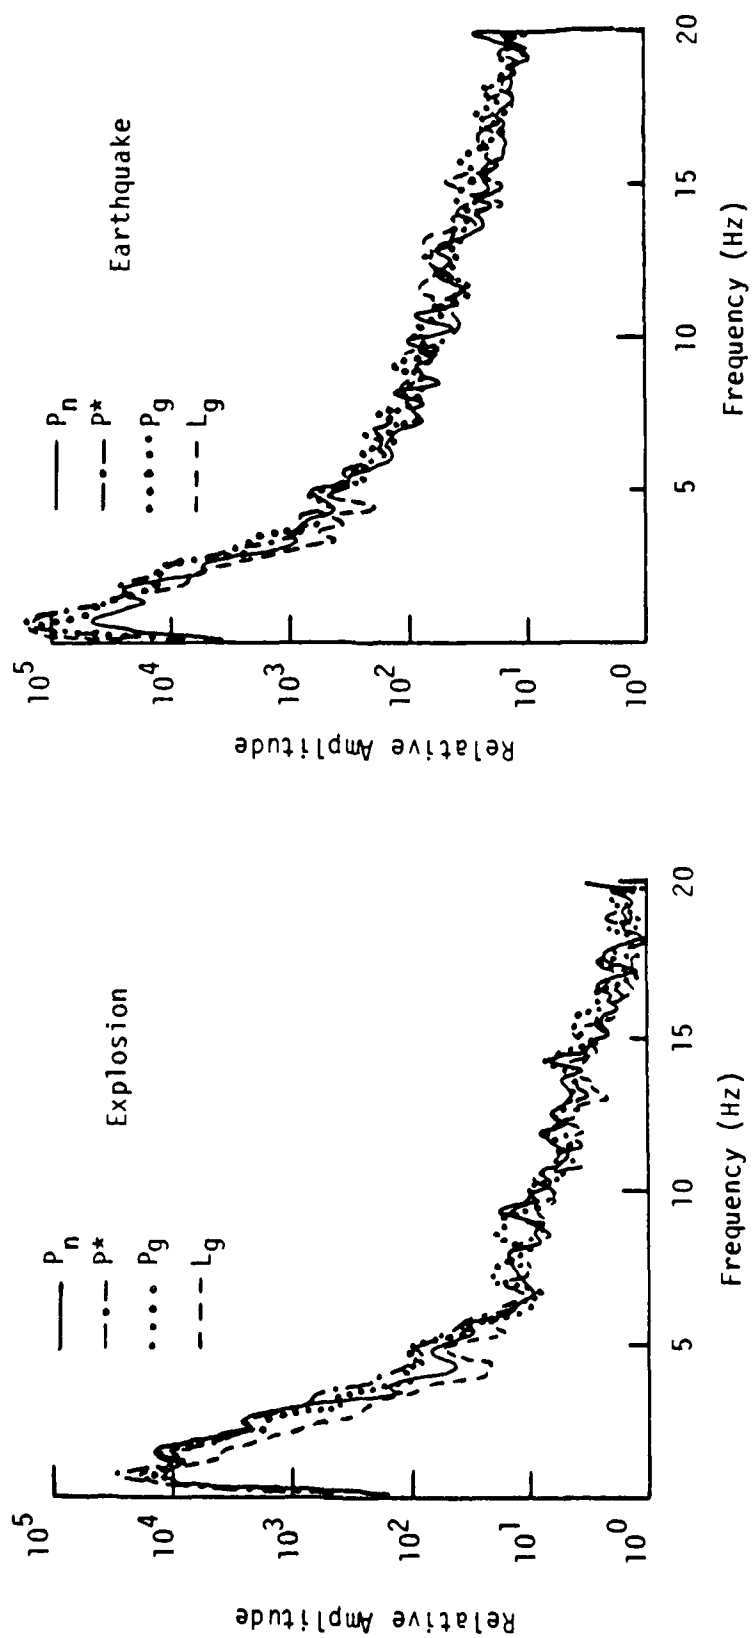 Explosion
Pn
P*
Pg
Lg
Relative Amplitude
10^5
10^4
10^3
10^2
10^1
10^0
5
10
15
20
Frequency (Hz)
Earthquake
Pn
P*
Pg
Lg
Relative Amplitude
10^5
10^4
10^3
10^2
10^1
10^0
5
10
15
20
Frequency (Hz)